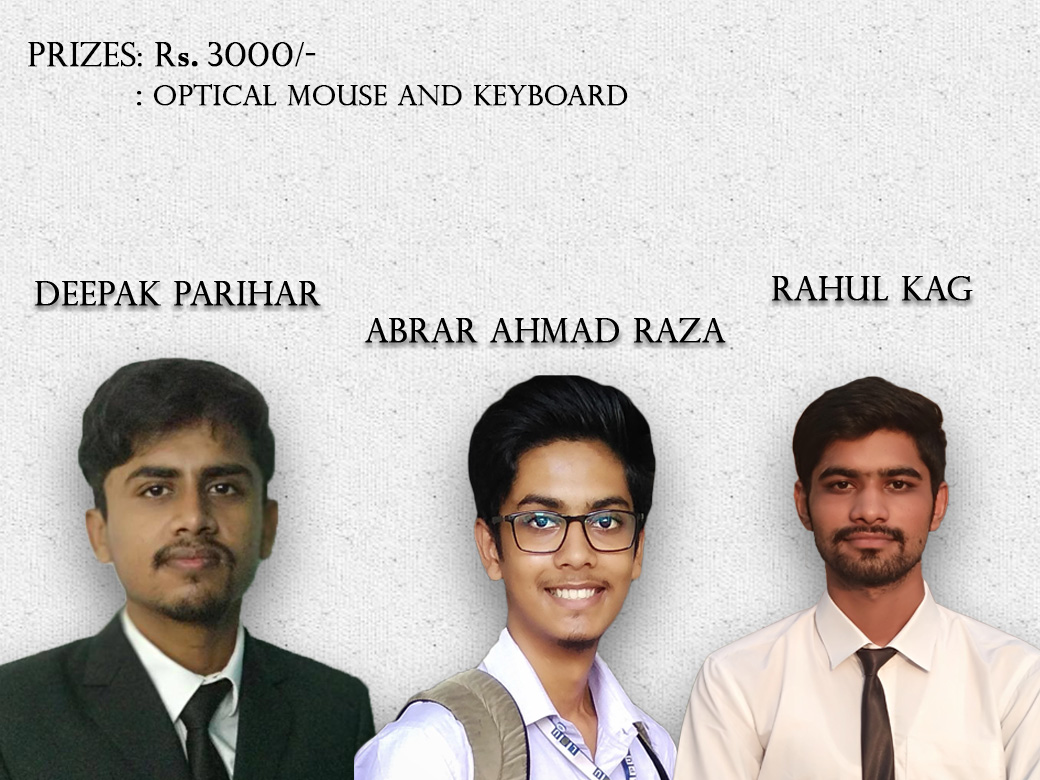 PRIZES: Rs. 3000/-
: OPTICAL MOUSE AND KEYBOARD
DEEPAK PARIHAR
ABRAR AHMAD RAZA
RAHUL KAG